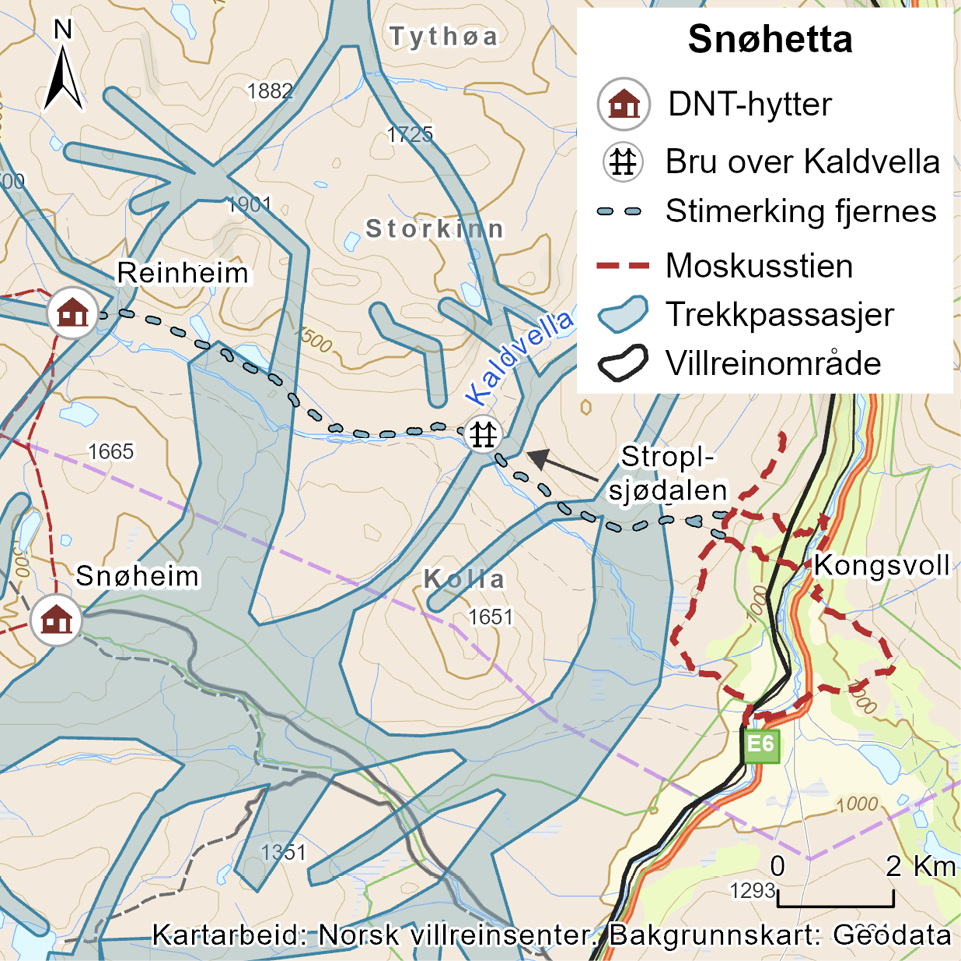 N
Tythøa
1882
1725
1901
Storkinn
Reinheim
1500
Kaldvella
1665
Stropl-
sjødalen
Snøheim
Kolla
1651
Kongsvoll
1000
E6
1000
1351
1293
0 2 Km
Snøhetta
DNT-hytter
Bru over Kaldvella
Stimerking fjernes
Moskusstien
Trekkpassasjer
Villreinområde
Kartarbeid: Norsk villreinsenter. Bakgrunnskart: Geodata